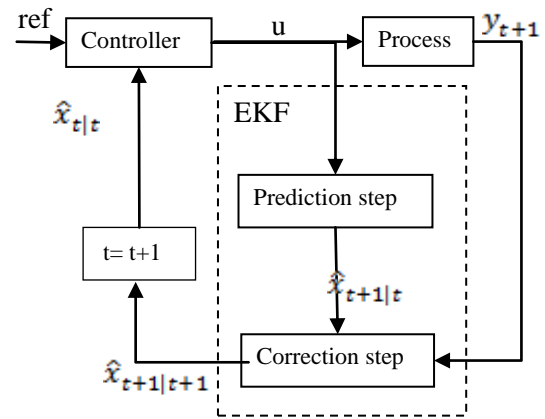 ref
Controller
u
Process
y_{t+1}
x̂_{t|t}
EKF
Prediction step
t= t+1
x̂_{t+1|t}
Correction step
x̂_{t+1|t+1}